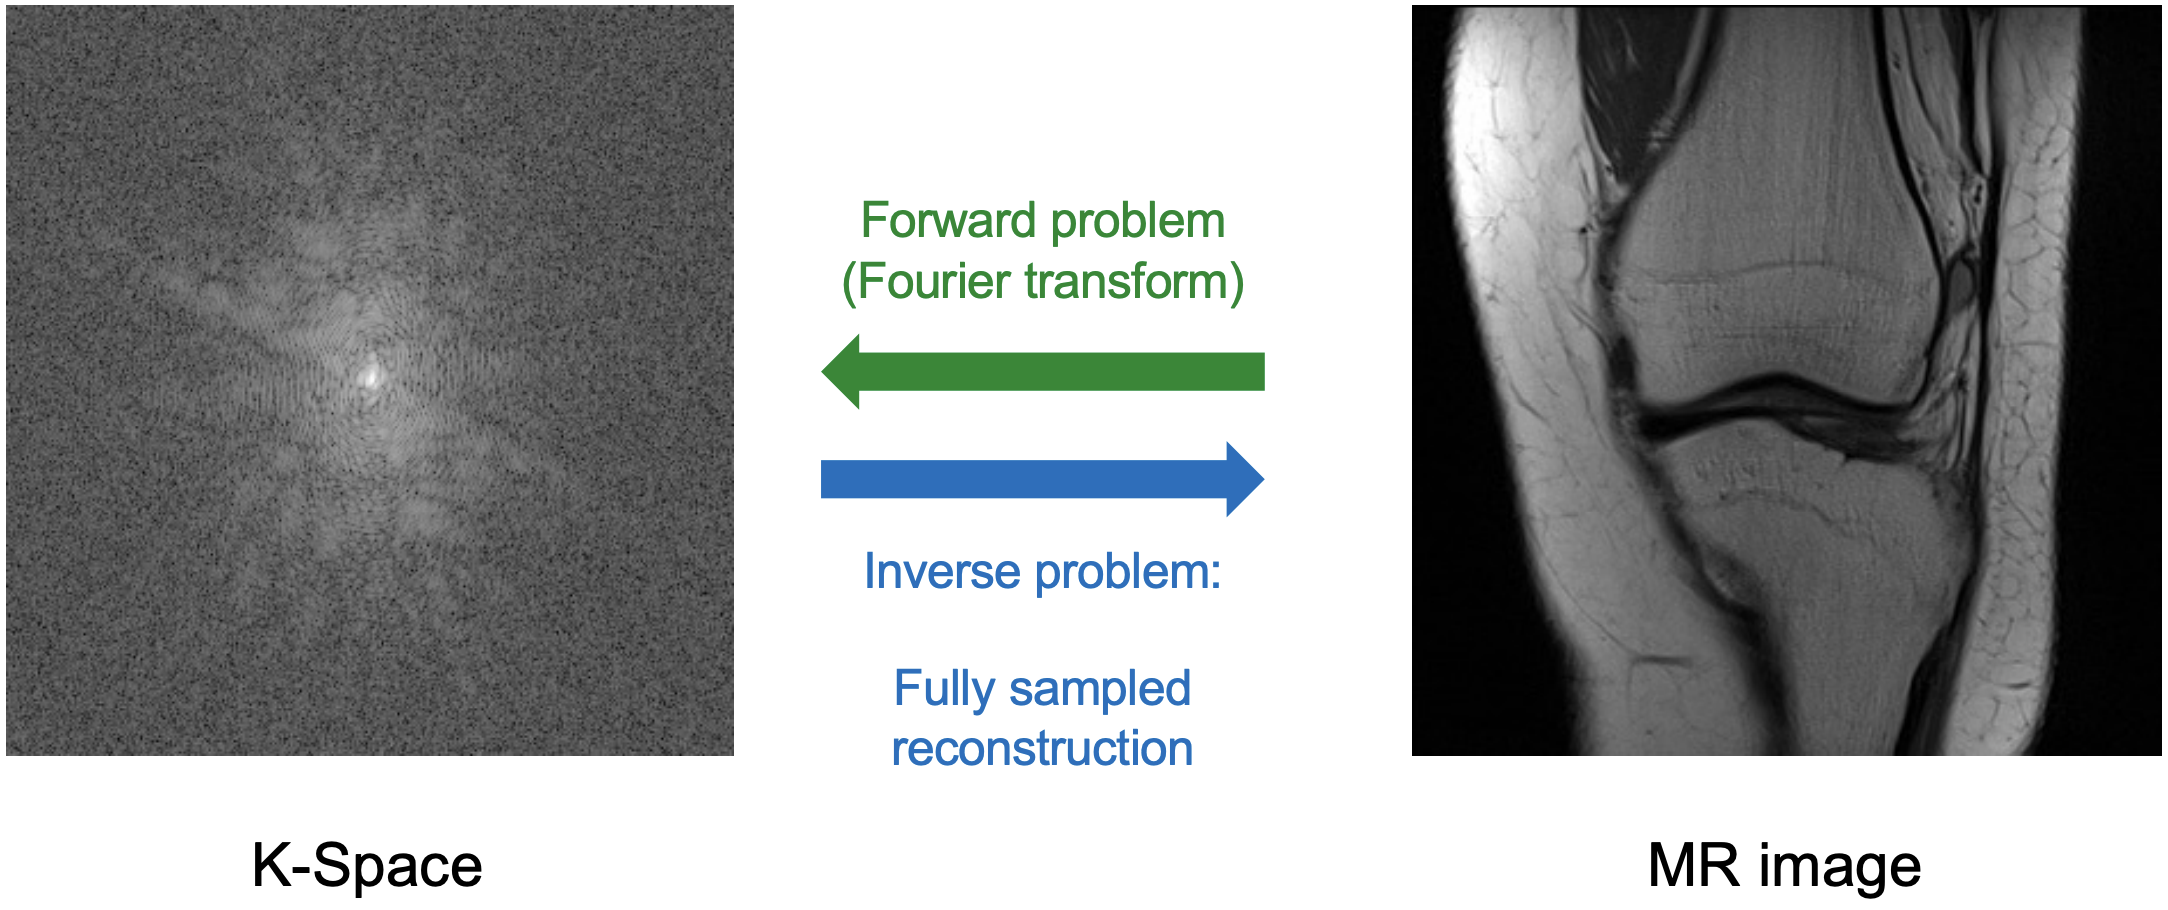 Forward problem
(Fourier transform)
Inverse problem:
Fully sampled
reconstruction
K-Space
MR image